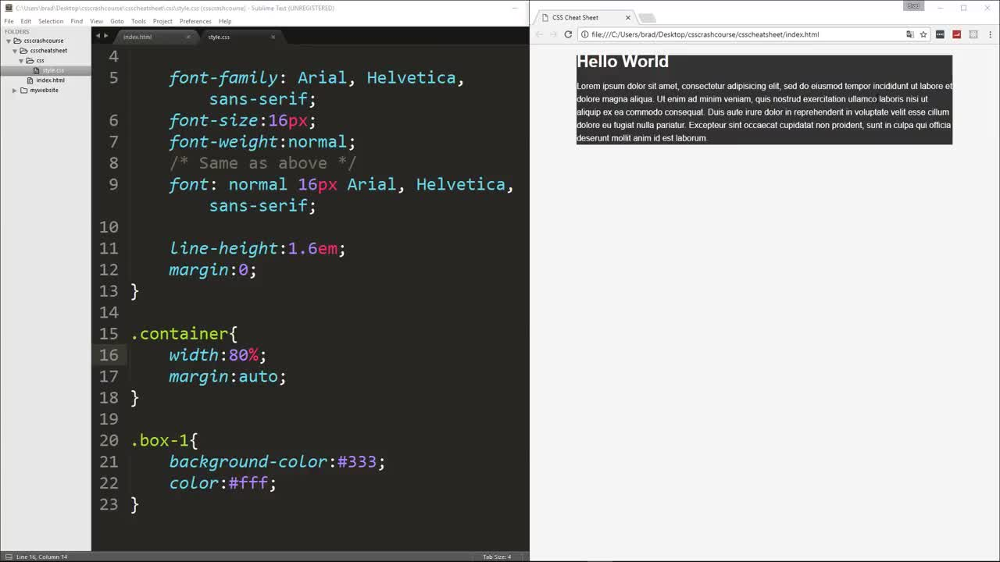 C:\Users\brad\Desktop\csscrashcourse\csscheatsheet\css\style.css (csscrashcourse) - Sublime Text (UNREGISTERED)
File Edit Selection Find View Goto Tools Project Preferences Help
FOLDERS
csscrashcourse
csscheatsheet
css
style.css
index.html
mywebsite
index.html
style.css
4
5 font-family: Arial, Helvetica,
sans-serif;
6 font-size:16px;
7 font-weight:normal;
8 /* Same as above */
9 font: normal 16px Arial, Helvetica,
sans-serif;
10
11 line-height:1.6em;
12 margin:0;
13 }
14
15 .container{
16 width:80%;
17 margin:auto;
18 }
19
20 .box-1{
21 background-color:#333;
22 color:#fff;
23 }
Line 16, Column 14
Tab Size: 4
Brad
CSS Cheat Sheet
file:///C:/Users/brad/Desktop/csscrashcourse/csscheatsheet/index.html
Hello World
Lorem ipsum dolor sit amet, consectetur adipisicing elit, sed do eiusmod tempor incididunt ut labore et
dolore magna aliqua. Ut enim ad minim veniam, quis nostrud exercitation ullamco laboris nisi ut
aliquip ex ea commodo consequat. Duis aute irure dolor in reprehenderit in voluptate velit esse cillum
dolore eu fugiat nulla pariatur. Excepteur sint occaecat cupidatat non proident, sunt in culpa qui officia
deserunt mollit anim id est laborum.